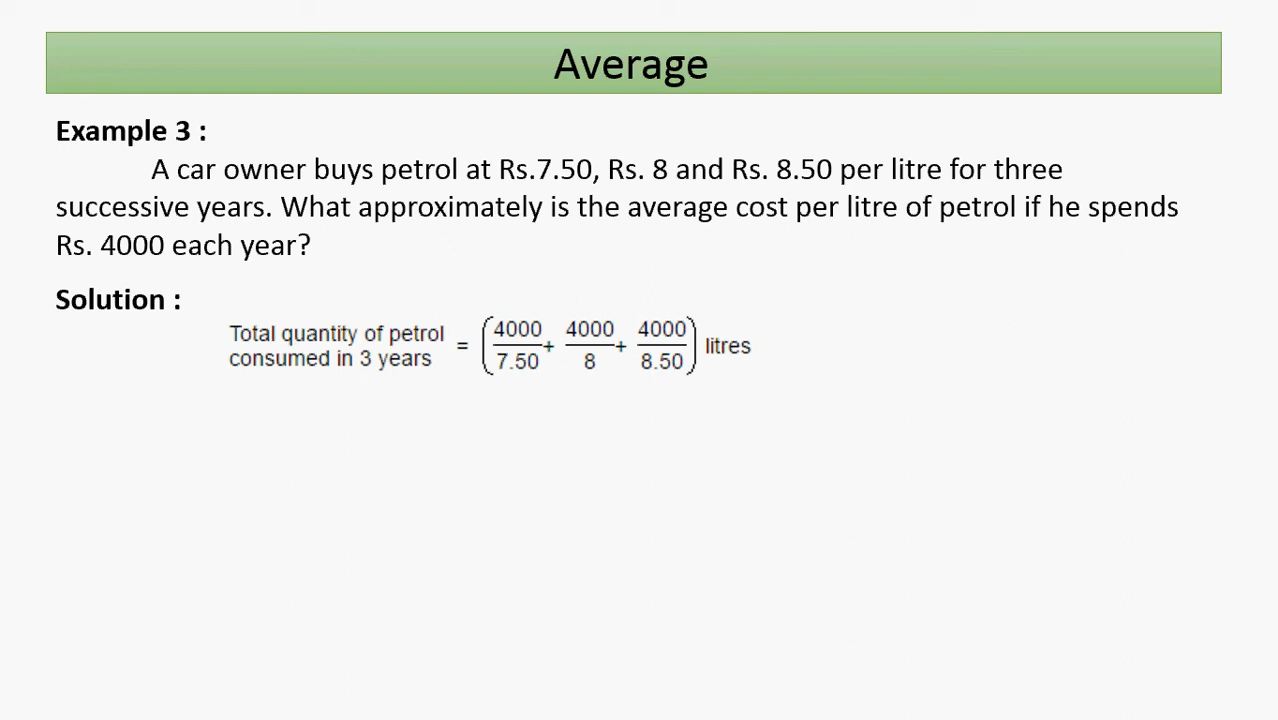 Average
Example 3 :
A car owner buys petrol at Rs.7.50, Rs. 8 and Rs. 8.50 per litre for three
successive years. What approximately is the average cost per litre of petrol if he spends
Rs. 4000 each year?
Solution :
Total quantity of petrol consumed in 3 years = (4000/7.50 + 4000/8 + 4000/8.50) litres